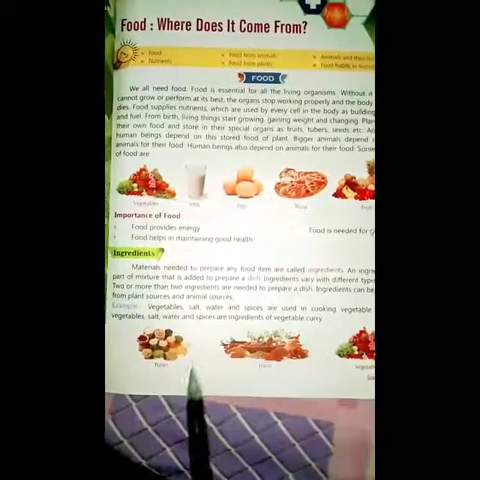 Food : Where Does It Come From?
Food
Food from animals
Animals and their
Nutrients
Food from plants
Food habits in
FOOD
We all need food. Food is essential for all the living organisms. Without it
cannot grow or perform at its best, the organs stop working properly and the body
dies. Food supplies nutrients, which are used by every cell in the body as building
and fuel. From birth, living things start growing, gaining weight and changing. Plan
their own food and store in their special organs as fruits, tubers, seeds etc. An
human beings depend on this stored food of plant. Bigger animals depend
animals for their food. Human beings also depend on animals for their food. Some
of food are
Vegetables
Milk
Meat
Fruit
Importance of Food
Food provides energy
Food is needed for
Food helps in maintaining good health
Ingredients
Materials needed to prepare any food item are called ingredients. An ingre
part of mixture that is added to prepare a dish. Ingredients vary with different type
Two or more than two ingredients are needed to prepare a dish. Ingredients can be
from plant sources and animal sources.
Example : Vegetables, salt, water and spices are used in cooking, vegetable
vegetables, salt, water and spices are ingredients of vegetable curry.
Pulses
Vegetable